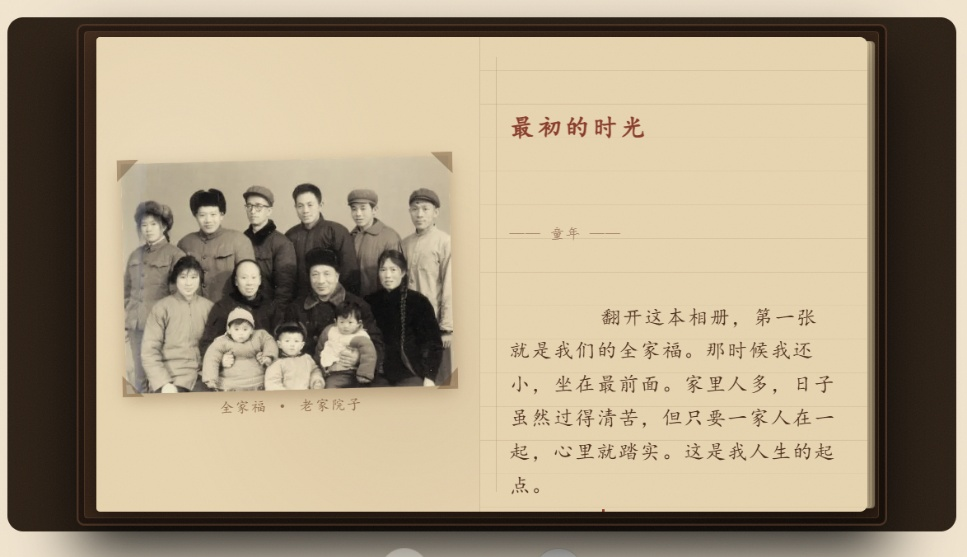 全家福 • 老家院子
最初的时光
—— 童年 ——
翻开这本相册，第一张
就是我们的全家福。那时候我还
小，坐在最前面。家里人多，日子
虽然过得清苦，但只要一家人在一
起，心里就踏实。这是我人生的起
点。